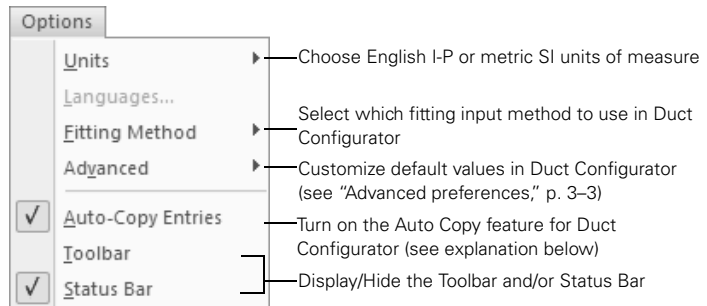 Options
Units
Choose English I-P or metric SI units of measure
Languages...
Fitting Method
Select which fitting input method to use in Duct
Configurator
Advanced
Customize default values in Duct Configurator
(see “Advanced preferences,” p. 3–3)
Auto-Copy Entries
Turn on the Auto Copy feature for Duct
Configurator (see explanation below)
Toolbar
Status Bar
Display/Hide the Toolbar and/or Status Bar